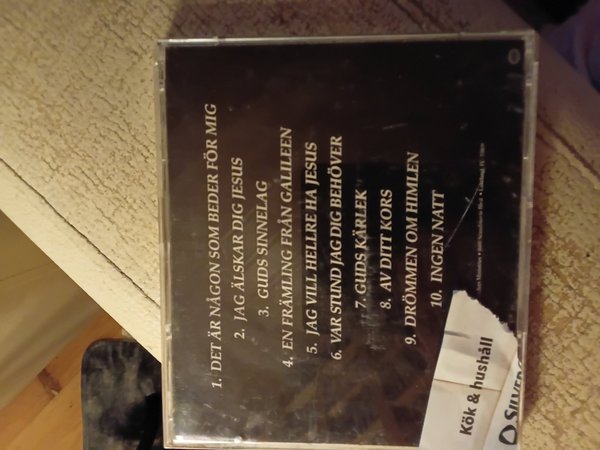 1. DET ÄR NÅGON SOM BEDER FÖR MIG
2. JAG ÄLSKAR DIG JESUS
3. GUDS SINNELAG
4. EN FRÄMLING FRÅN GALILEEN
5. JAG VILL HELLRE HA JESUS
6. VAR STUND JAG DIG BEHÖVER
7. GUDS KÄRLEK
8. AV DITT KORS
9. DRÖMMEN OM HIMLEN
10. INGEN NATT
Kök & hushåll